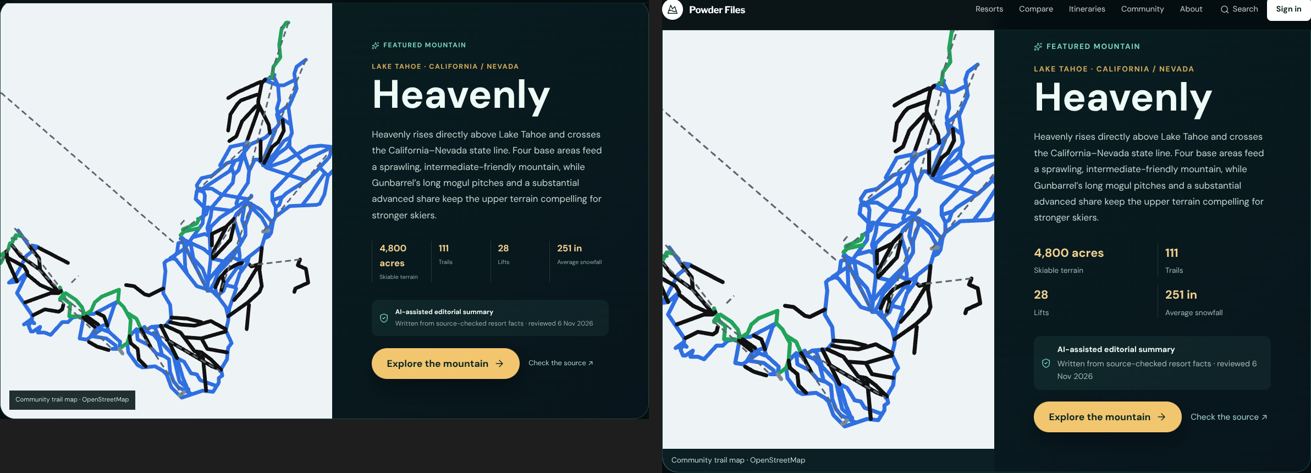 FEATURED MOUNTAIN
LAKE TAHOE · CALIFORNIA / NEVADA
Heavenly
Heavenly rises directly above Lake Tahoe and crosses
the California–Nevada state line. Four base areas feed
a sprawling, intermediate-friendly mountain, while
Gunbarrel's long mogul pitches and a substantial
advanced share keep the upper terrain compelling for
stronger skiers.
4,800 acres
Skiable terrain
111
Trails
28
Lifts
251 in
Average snowfall
AI-assisted editorial summary
Written from source-checked resort facts · reviewed 6 Nov 2026
Explore the mountain →
Check the source ↗
Community trail map · OpenStreetMap
Powder Files
Resorts
Compare
Itineraries
Community
About
Search
Sign in
FEATURED MOUNTAIN
LAKE TAHOE · CALIFORNIA / NEVADA
Heavenly
Heavenly rises directly above Lake Tahoe and crosses
the California–Nevada state line. Four base areas feed
a sprawling, intermediate-friendly mountain, while
Gunbarrel's long mogul pitches and a substantial
advanced share keep the upper terrain compelling for
stronger skiers.
4,800 acres
Skiable terrain
111
Trails
28
Lifts
251 in
Average snowfall
AI-assisted editorial summary
Written from source-checked resort facts · reviewed 6
Nov 2026
Explore the mountain →
Check the source ↗
Community trail map · OpenStreetMap